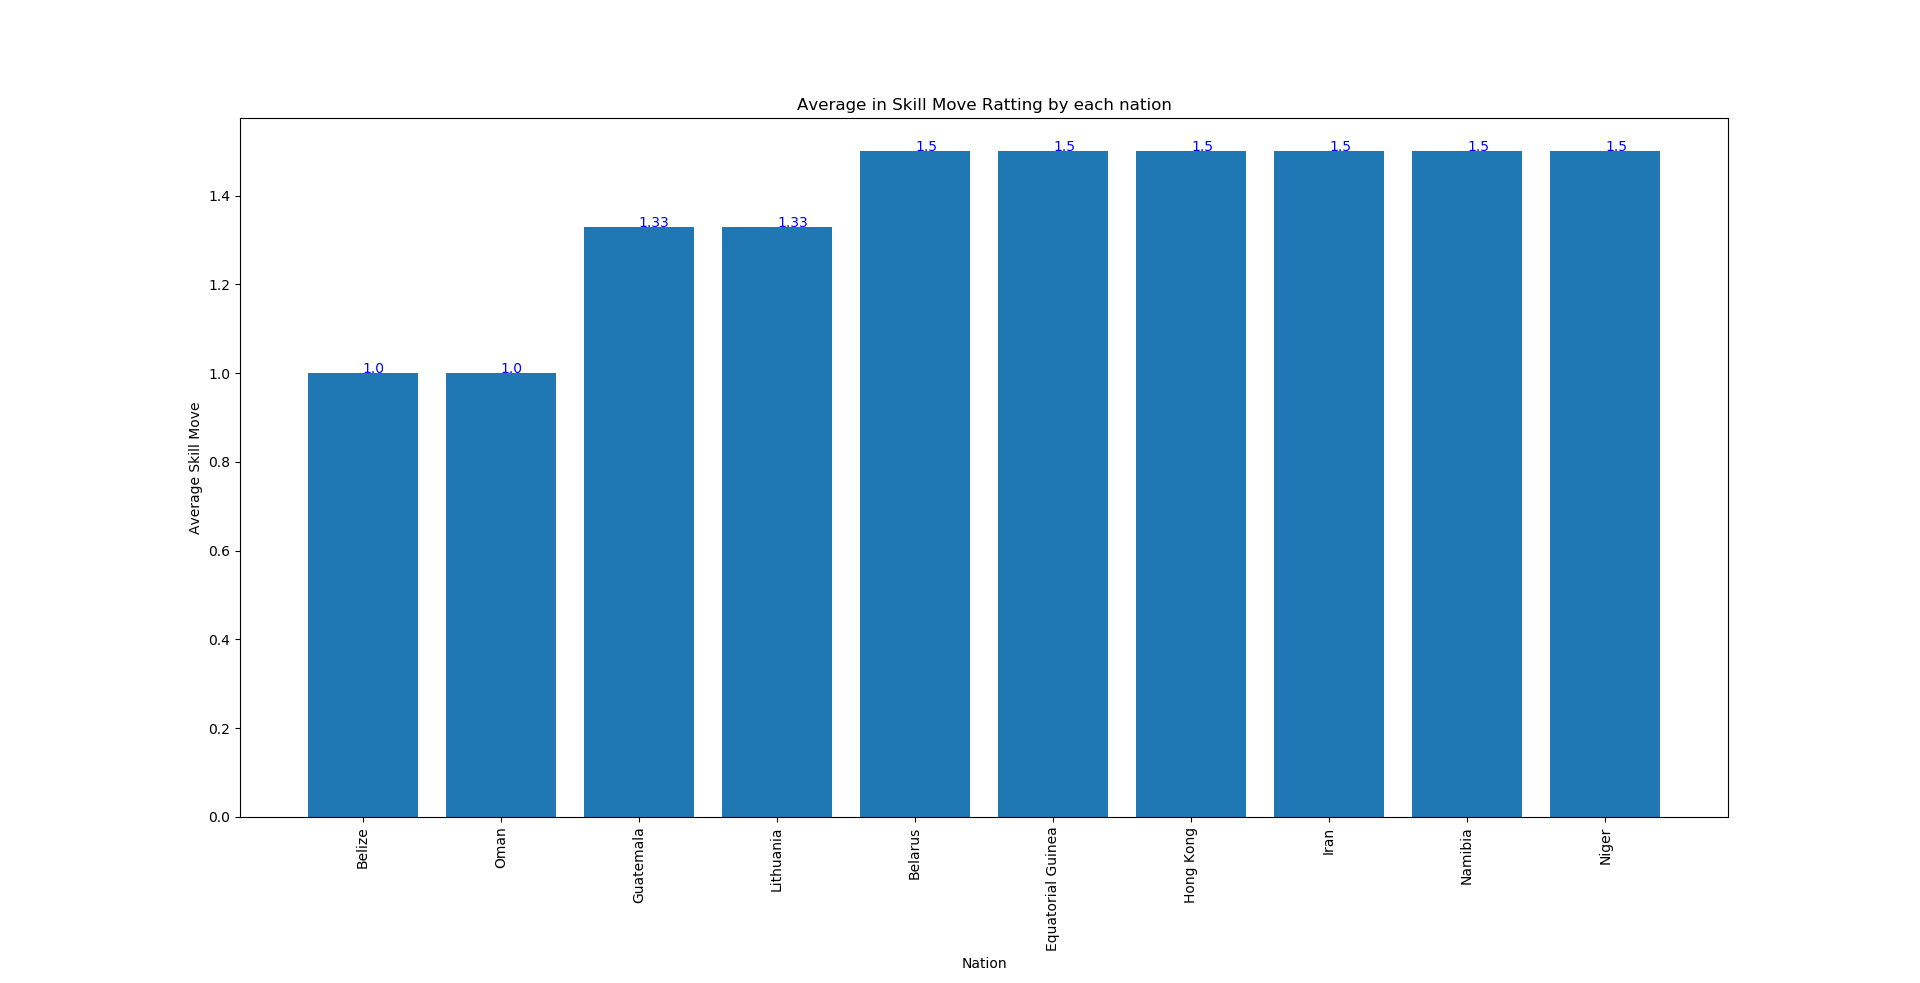 Average in Skill Move Ratting by each nation
1.5 1.5 1.5 1.5 1.5 1.5
1.4
1.33 1.33
1.2
1.0 1.0 1.0
0.8
0.6
0.4
0.2
0.0
Average Skill Move
Belize
Oman
Guatemala
Lithuania
Belarus
Equatorial Guinea
Hong Kong
Iran
Namibia
Niger
Nation